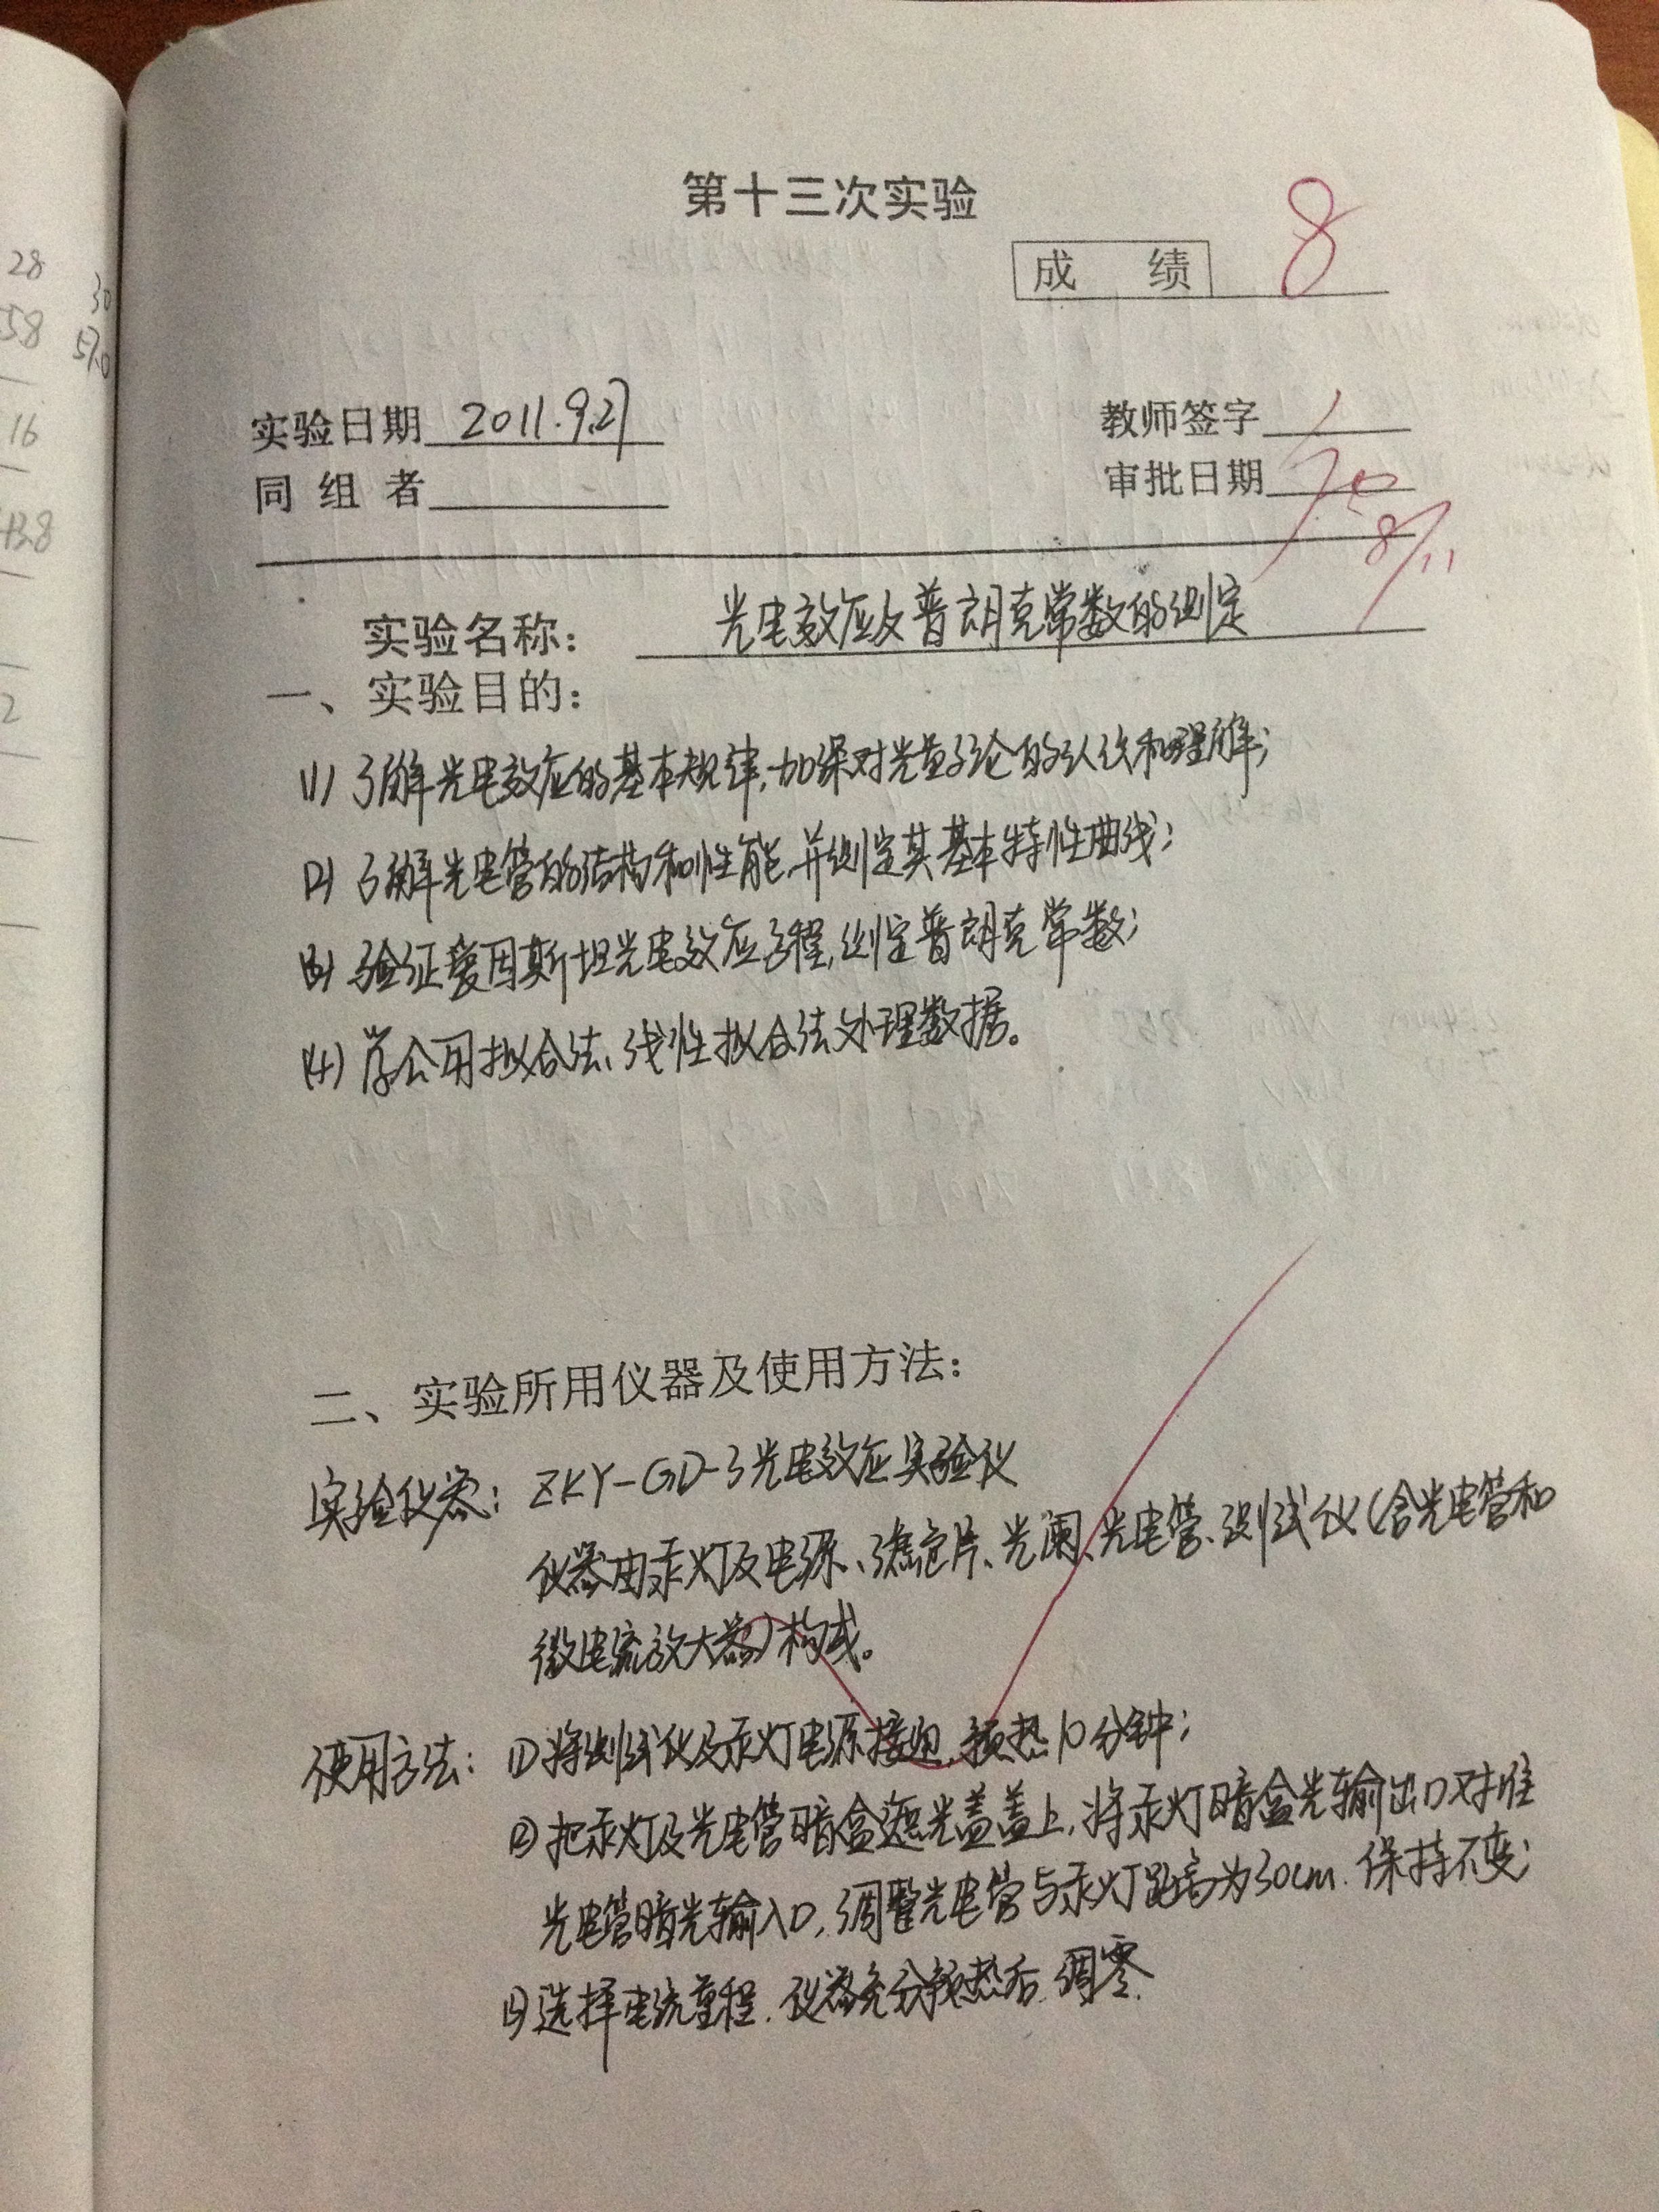 第十三次实验
成 绩 8
实验日期 2011.9.27 教师签字
同 组 者 审批日期
8/11
实验名称: 光电效应及普朗克常数的测定
一、实验目的:
(1) 了解光电效应的基本规律,加深对光量子论的认识和理解;
(2) 了解光电管的结构和性能,并测定其基本特性曲线;
(3) 验证爱因斯坦光电效应方程,测定普朗克常数;
(4) 学会用拟合法、线性拟合法处理数据。
二、实验所用仪器及使用方法:
实验仪器: ZKY-GD-3光电效应实验仪
仪器由汞灯及电源、滤色片、光阑、光电管、测试仪(含光电管和
微电流放大器)构成。
使用方法: ①将测试仪及汞灯电源接通,预热10分钟;
②把汞灯及光电管暗盒遮光盖盖上,将汞灯暗盒光输出口对准
光电管暗光输入口,调整光电管与汞灯距离为30cm.保持不变;
③选择电流量程.仪器充分预热后,调零.
28
30
58
57.0
16
2